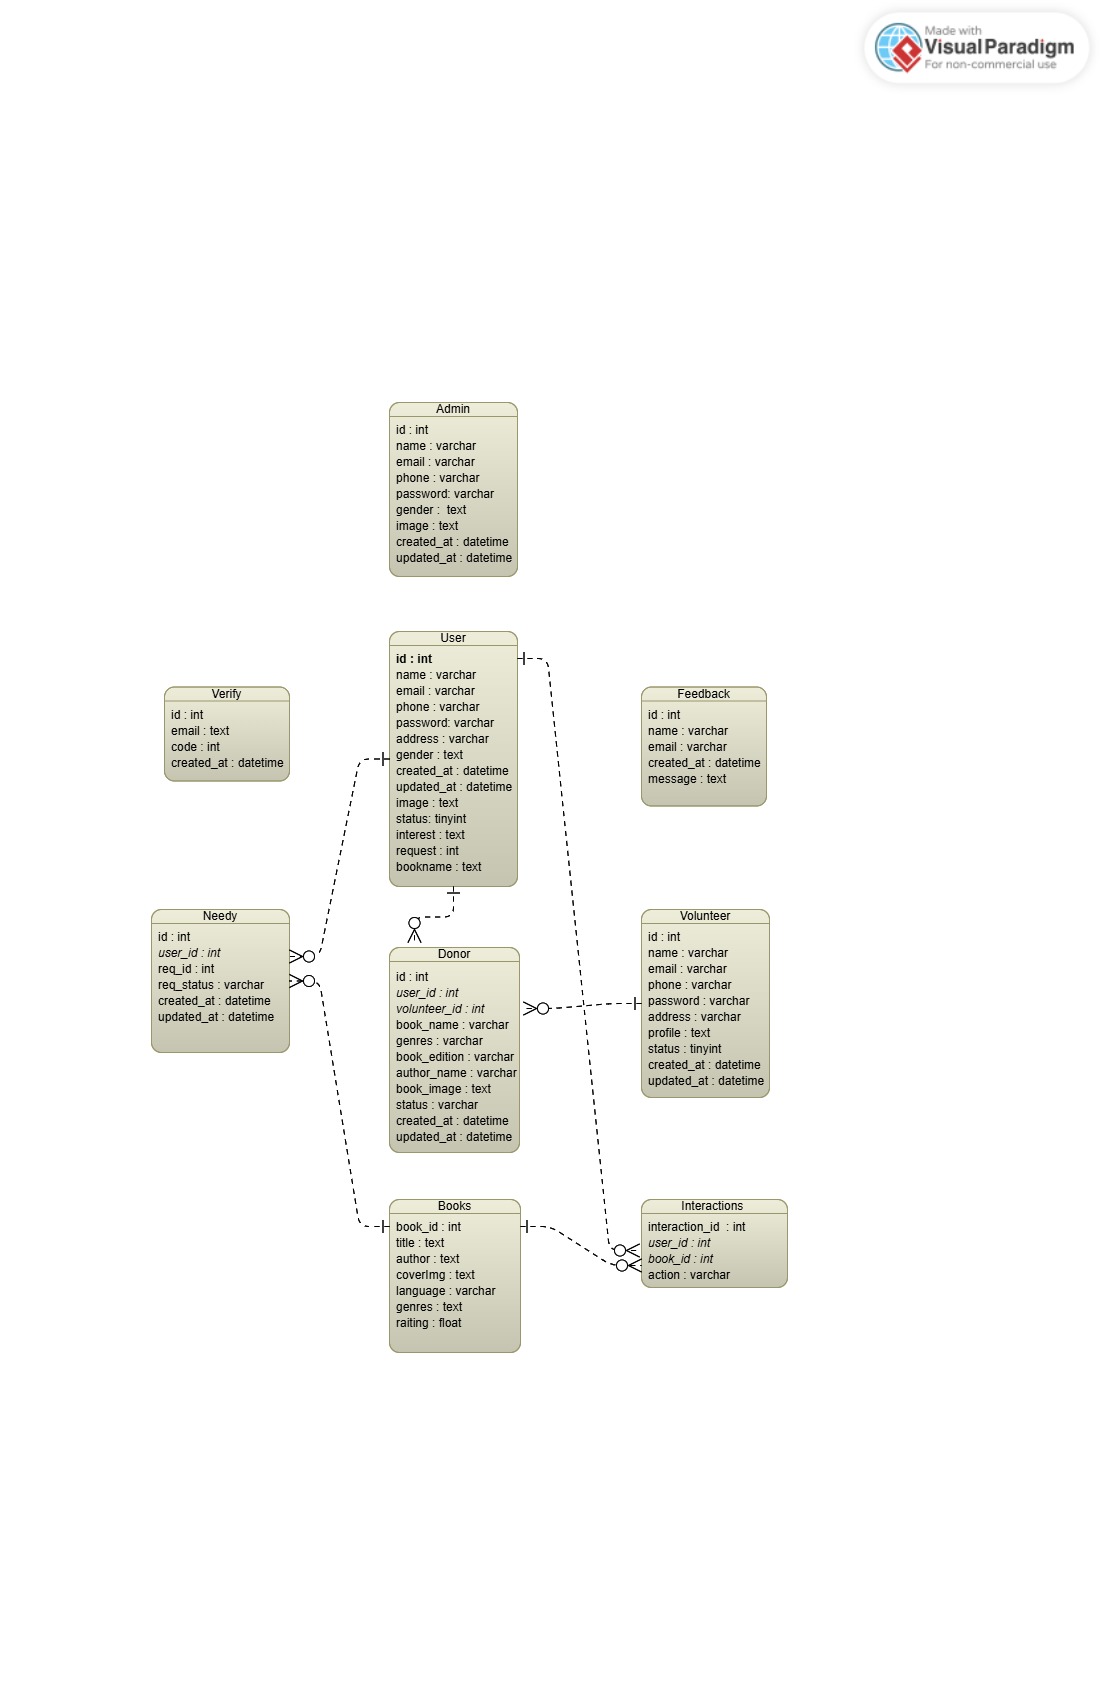 Made with
Visual Paradigm
For non-commercial use
Admin
id : int
name : varchar
email : varchar
phone : varchar
password: varchar
gender :  text
image : text
created_at : datetime
updated_at : datetime
User
id : int
name : varchar
email : varchar
phone : varchar
password: varchar
address : varchar
gender : text
created_at : datetime
updated_at : datetime
image : text
status: tinyint
interest : text
request : int
bookname : text
Verify
id : int
email : text
code : int
created_at : datetime
Feedback
id : int
name : varchar
email : varchar
created_at : datetime
message : text
Needy
id : int
user_id : int
req_id : int
req_status : varchar
created_at : datetime
updated_at : datetime
Donor
id : int
user_id : int
volunteer_id : int
book_name : varchar
genres : varchar
book_edition : varchar
author_name : varchar
book_image : text
status : varchar
created_at : datetime
updated_at : datetime
Volunteer
id : int
name : varchar
email : varchar
phone : varchar
password : varchar
address : varchar
profile : text
status : tinyint
created_at : datetime
updated_at : datetime
Books
book_id : int
title : text
author : text
coverImg : text
language : varchar
genres : text
raiting : float
Interactions
interaction_id  : int
user_id : int
book_id : int
action : varchar